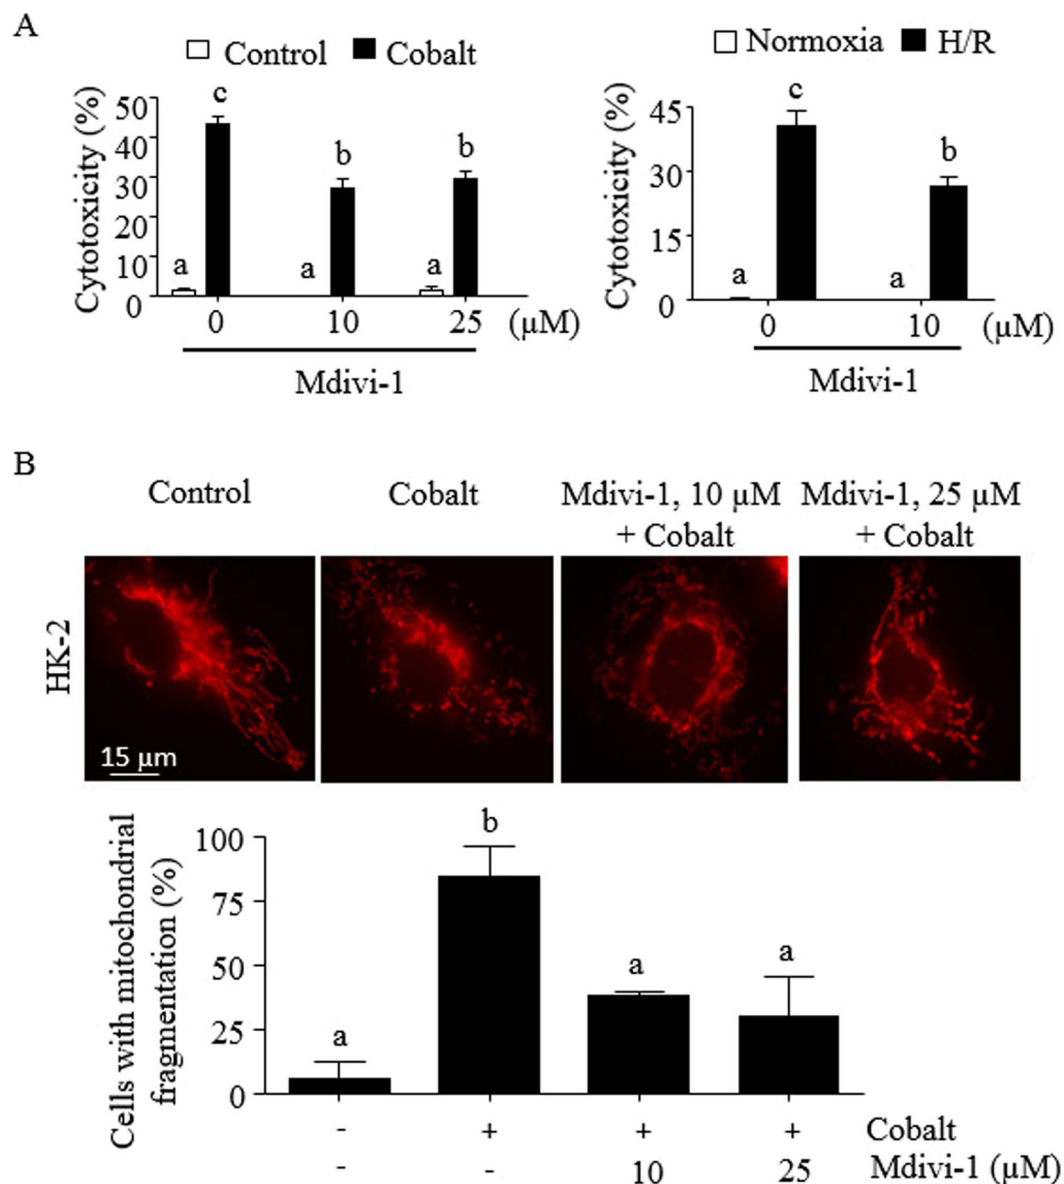 A
Control Cobalt
Cytotoxicity (%)
50
40
30
20
10
0
c
b
b
a
a
a
0 10 25 (µM)
Mdivi-1
Normoxia H/R
Cytotoxicity (%)
45
30
15
0
c
b
a
a
0 10 (µM)
Mdivi-1
B
Control
Cobalt
Mdivi-1, 10 µM
+ Cobalt
Mdivi-1, 25 µM
+ Cobalt
HK-2
15 µm
Cells with mitochondrial
fragmentation (%)
100
75
50
25
0
a
b
a
a
- + + + Cobalt
- - 10 25 Mdivi-1 (µM)